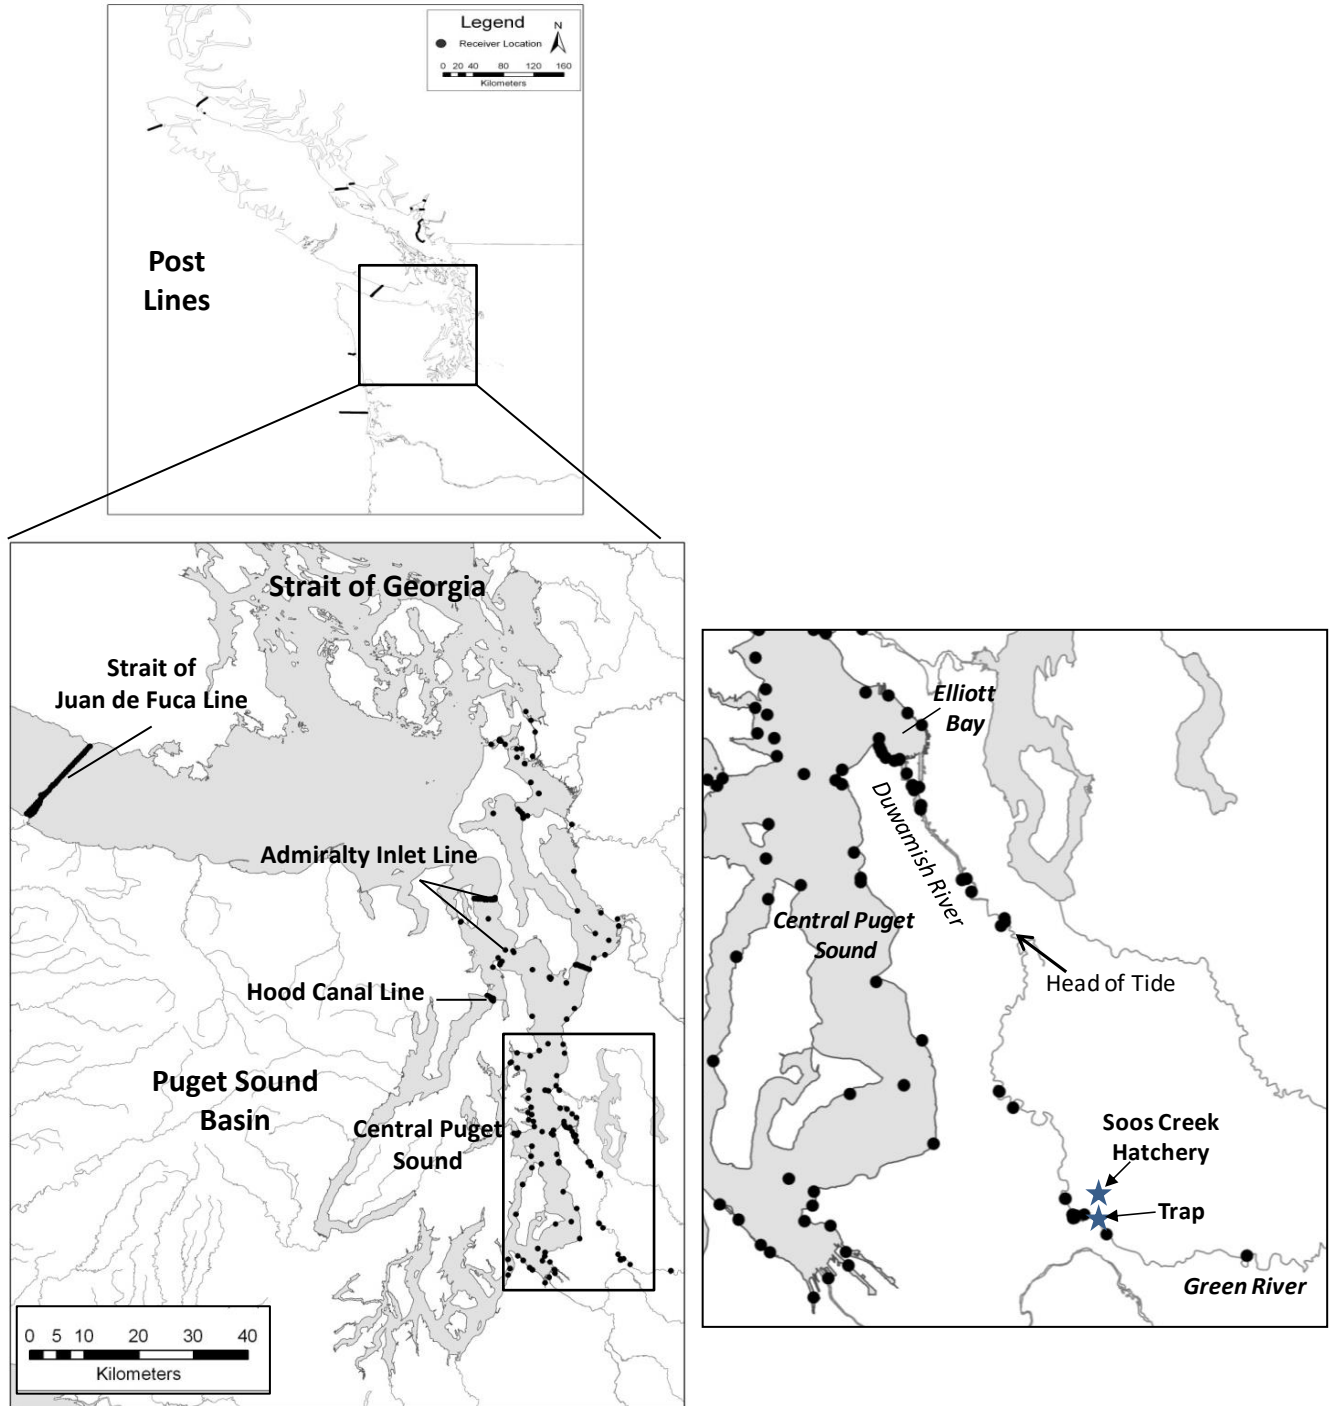 Legend
N
Receiver Location
0 20 40 80 120 160
Kilometers
Post
Lines
Strait of Georgia
Strait of
Juan de Fuca Line
Admiralty Inlet Line
Hood Canal Line
Puget Sound
Basin
Central Puget
Sound
0 5 10 20 30 40
Kilometers
Elliott
Bay
Duwamish River
Central Puget
Sound
Head of Tide
Soos Creek
Hatchery
Trap
Green River